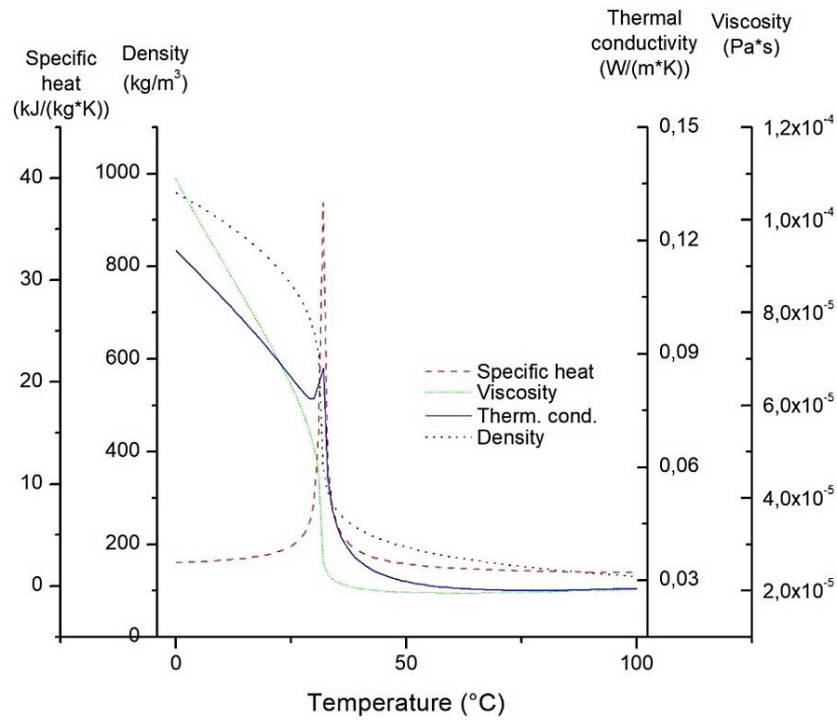 Specific
heat
(kJ/(kg*K))
Density
(kg/m³)
Thermal
conductivity
(W/(m*K))
Viscosity
(Pa*s)
40
30
20
10
0
1000
800
600
400
200
0
0,15
0,12
0,09
0,06
0,03
1,2x10⁻⁴
1,0x10⁻⁴
8,0x10⁻⁵
6,0x10⁻⁵
4,0x10⁻⁵
2,0x10⁻⁵
Specific heat
Viscosity
Therm. cond.
Density
0
50
100
Temperature (°C)